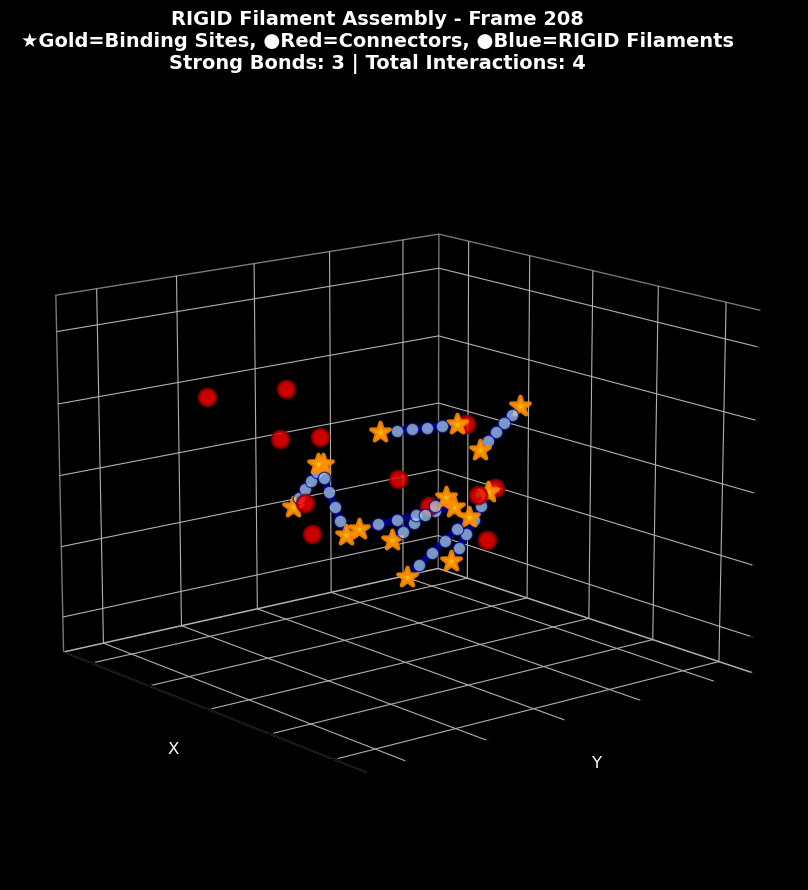 RIGID Filament Assembly - Frame 208
★Gold=Binding Sites, ●Red=Connectors, ●Blue=RIGID Filaments
Strong Bonds: 3 | Total Interactions: 4
X
Y